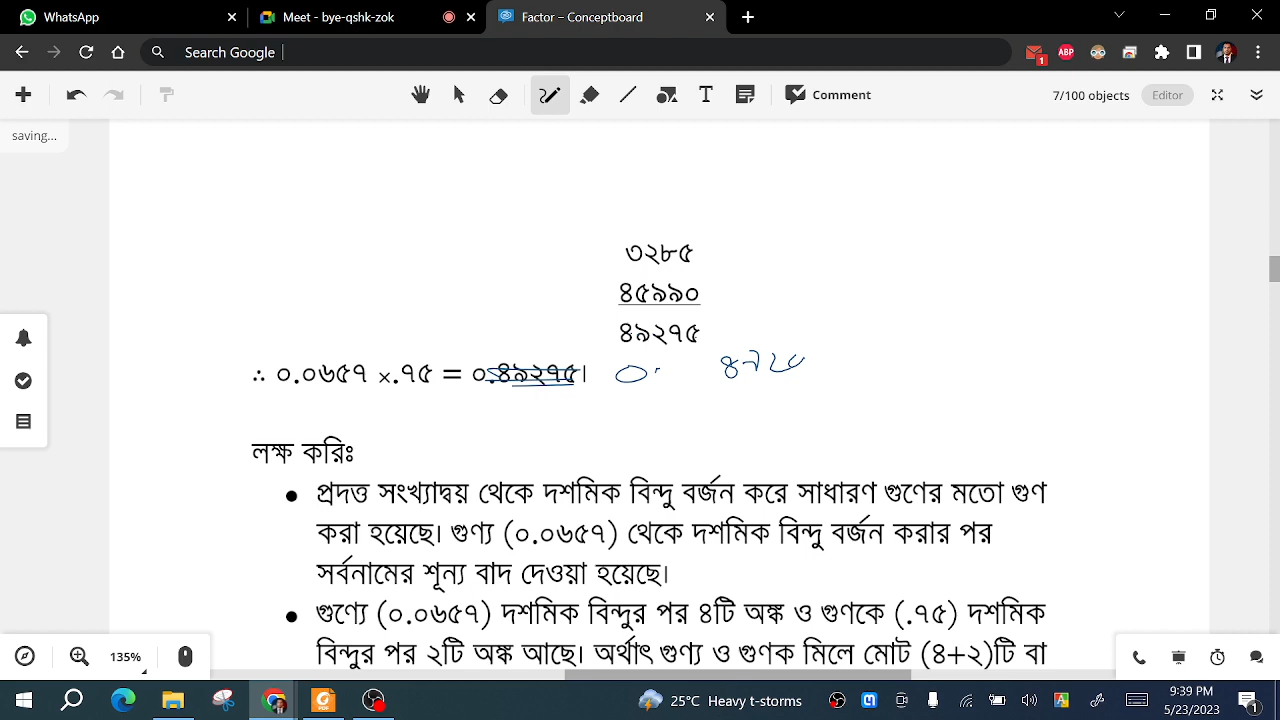 WhatsApp
Meet - bye-qshk-zok
Factor - Conceptboard
Search Google
1
ABP
T
Comment
7/100 objects
Editor
saving...
৩২৮৫
৪৫৯৯০
৪৯২৭৫
∴ ০.০৬৫৭ ×.৭৫ = ০.৪৯২৭৫। ০.
লক্ষ করিঃ
● প্রদত্ত সংখ্যাদ্বয় থেকে দশমিক বিন্দু বর্জন করে সাধারণ গুণের মতো গুণ
করা হয়েছে। গুণ্য (০.০৬৫৭) থেকে দশমিক বিন্দু বর্জন করার পর
সর্বনামের শূন্য বাদ দেওয়া হয়েছে।
● গুণ্যে (০.০৬৫৭) দশমিক বিন্দুর পর ৪টি অঙ্ক ও গুণকে (.৭৫) দশমিক
বিন্দুর পর ২টি অঙ্ক আছে। অর্থাৎ গুণ্য ও গুণক মিলে মোট (৪+২)টি বা
135%
25°C Heavy t-storms
9:39 PM
5/23/2023